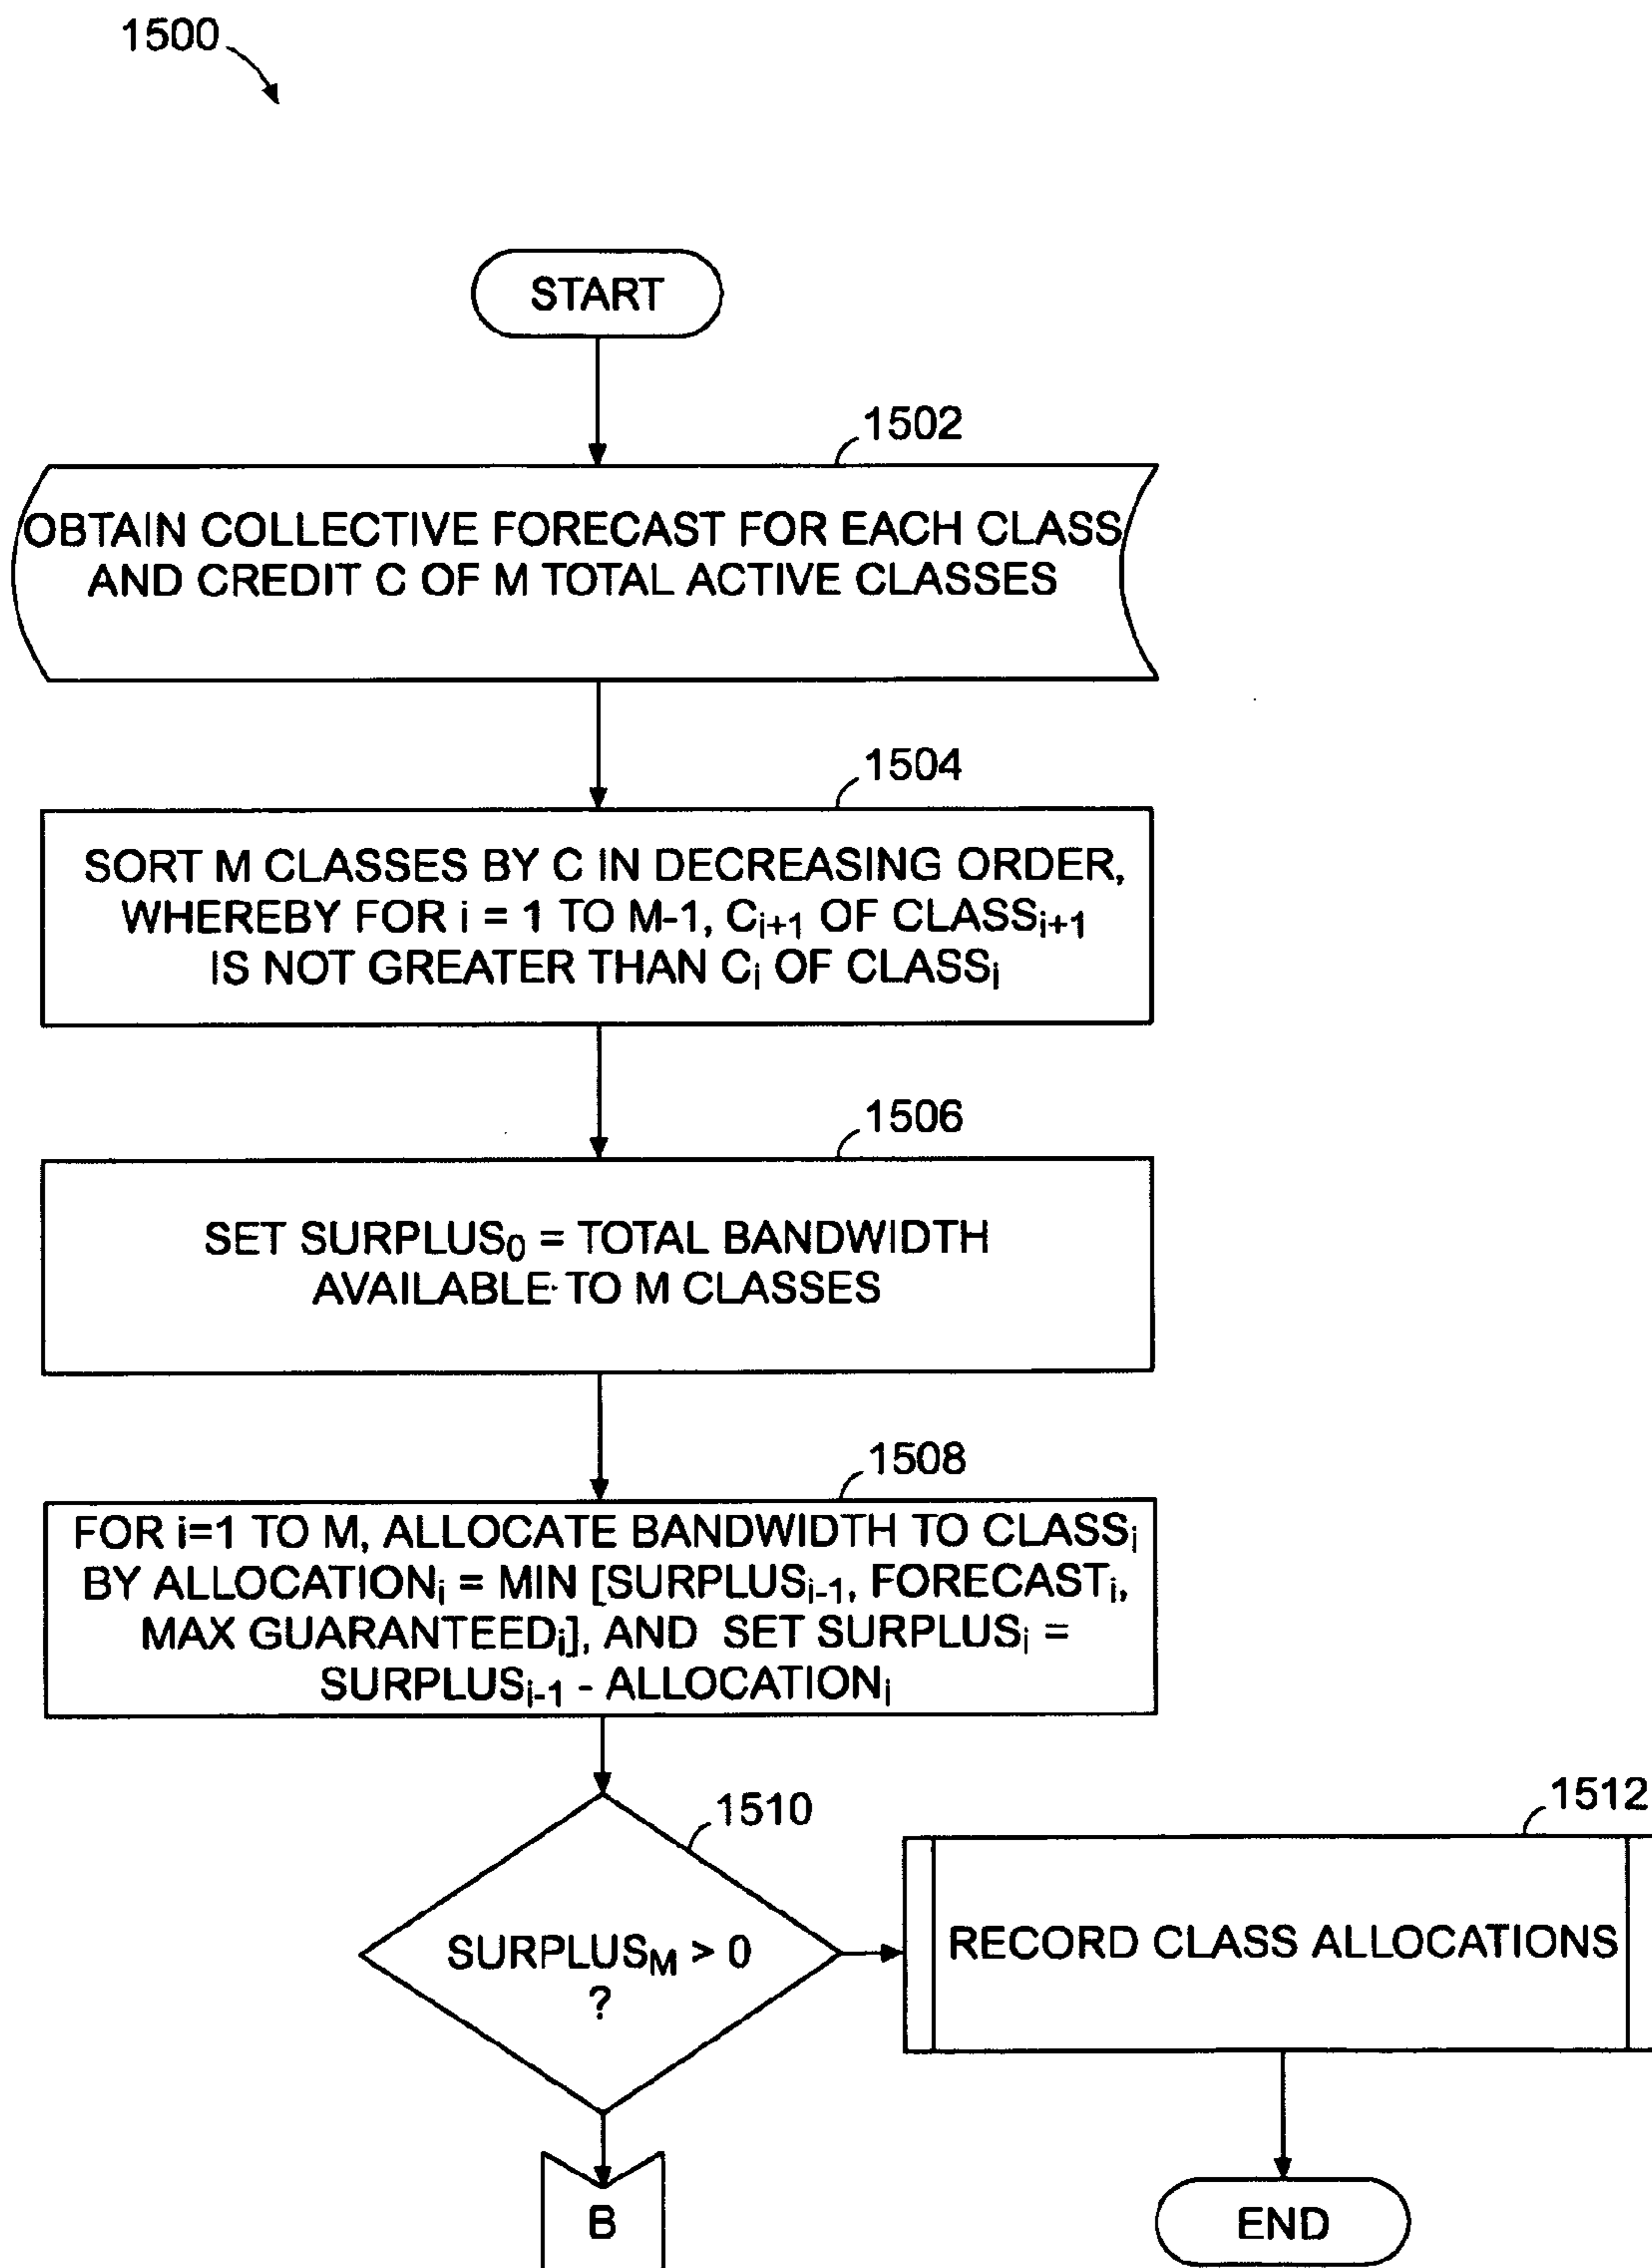 1500
START
1502
OBTAIN COLLECTIVE FORECAST FOR EACH CLASS
AND CREDIT C OF M TOTAL ACTIVE CLASSES
1504
SORT M CLASSES BY C IN DECREASING ORDER,
WHEREBY FOR i = 1 TO M-1, Cᵢ₊₁ OF CLASSᵢ₊₁
IS NOT GREATER THAN Cᵢ OF CLASSᵢ
1506
SET SURPLUS₀ = TOTAL BANDWIDTH
AVAILABLE TO M CLASSES
1508
FOR i=1 TO M, ALLOCATE BANDWIDTH TO CLASSᵢ
BY ALLOCATIONᵢ = MIN [SURPLUSᵢ₋₁, FORECASTᵢ,
MAX GUARANTEEDᵢ], AND SET SURPLUSᵢ =
SURPLUSᵢ₋₁ - ALLOCATIONᵢ
1510
SURPLUS_M > 0
?
1512
RECORD CLASS ALLOCATIONS
B
END